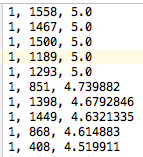 1, 1558, 5.0
1, 1467, 5.0
1, 1500, 5.0
1, 1189, 5.0
1, 1293, 5.0
1, 851, 4.739882
1, 1398, 4.6792846
1, 1449, 4.6321335
1, 868, 4.614883
1, 408, 4.519911